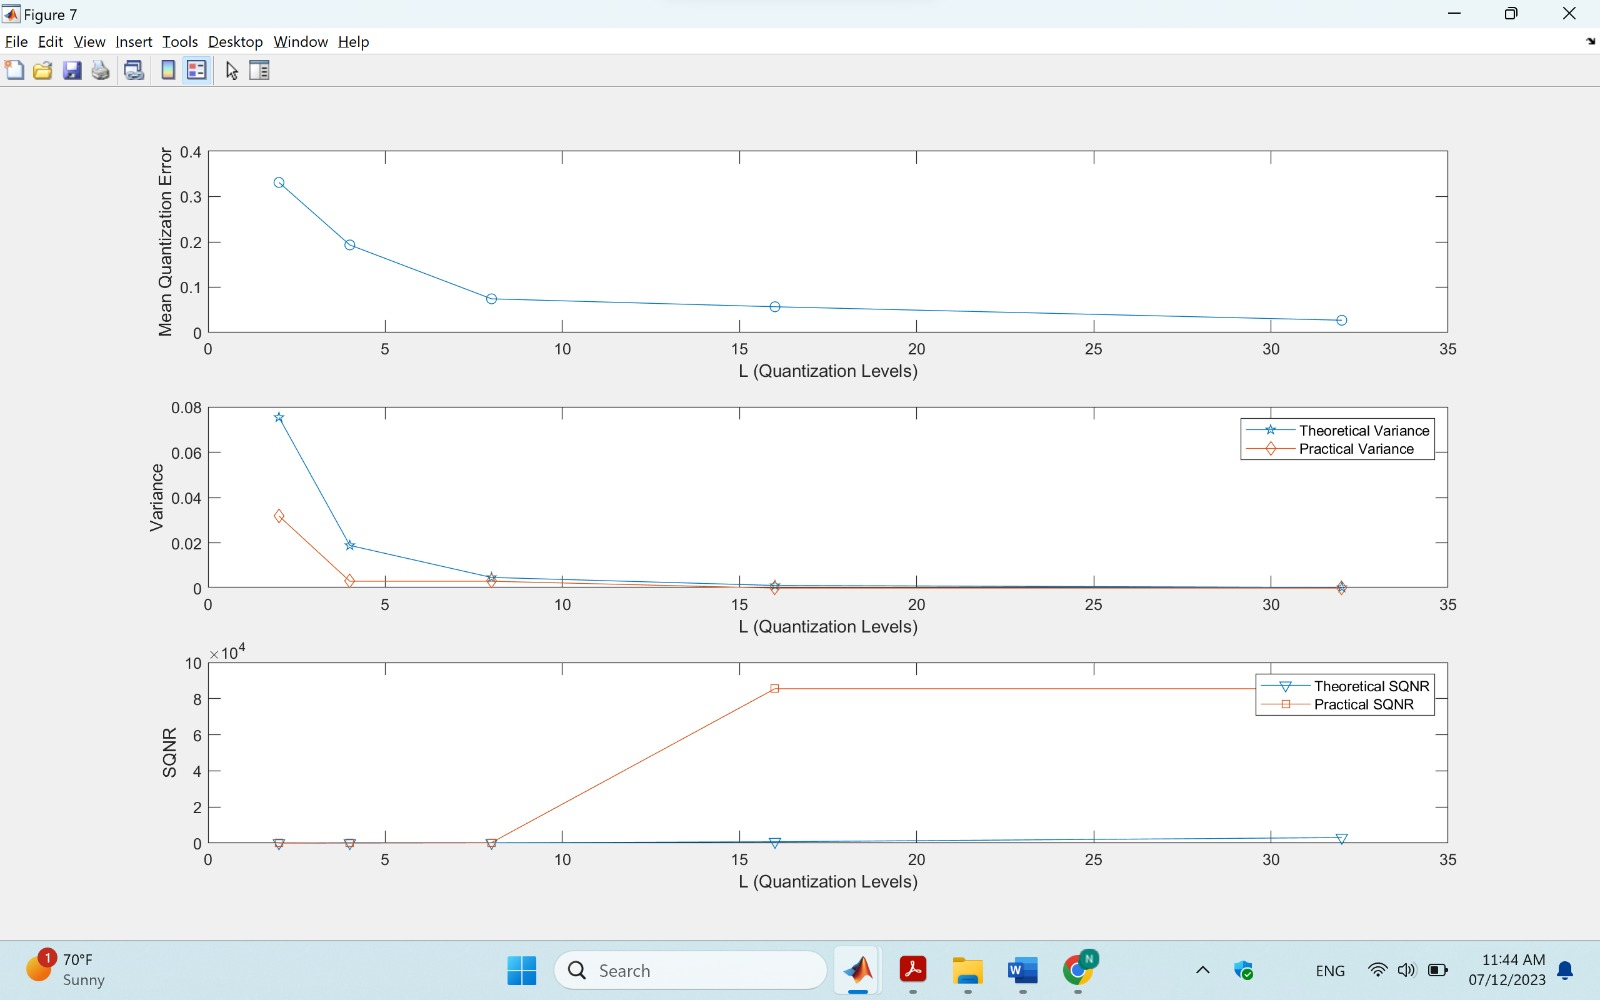 Figure 7
File Edit View Insert Tools Desktop Window Help
Mean Quantization Error
0.4
0.3
0.2
0.1
0
0 5 10 15 20 25 30 35
L (Quantization Levels)
Variance
0.08
0.06
0.04
0.02
0
Theoretical Variance
Practical Variance
0 5 10 15 20 25 30 35
L (Quantization Levels)
×10⁴
SQNR
10
8
6
4
2
0
Theoretical SQNR
Practical SQNR
0 5 10 15 20 25 30 35
L (Quantization Levels)
1
70°F
Sunny
Search
W
N
ENG
11:44 AM
07/12/2023